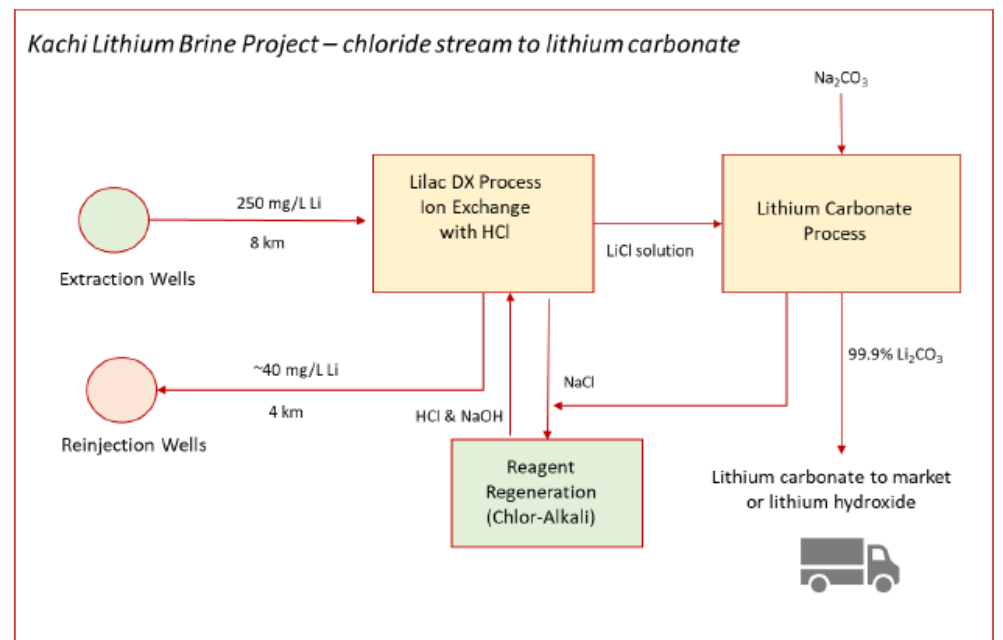 Kachi Lithium Brine Project – chloride stream to lithium carbonate
Na₂CO₃
Lilac DX Process
Ion Exchange
with HCl
Lithium Carbonate
Process
250 mg/L Li
8 km
Extraction Wells
LiCl solution
~40 mg/L Li
4 km
Reinjection Wells
HCl & NaOH
NaCl
99.9% Li₂CO₃
Reagent
Regeneration
(Chlor-Alkali)
Lithium carbonate to market
or lithium hydroxide